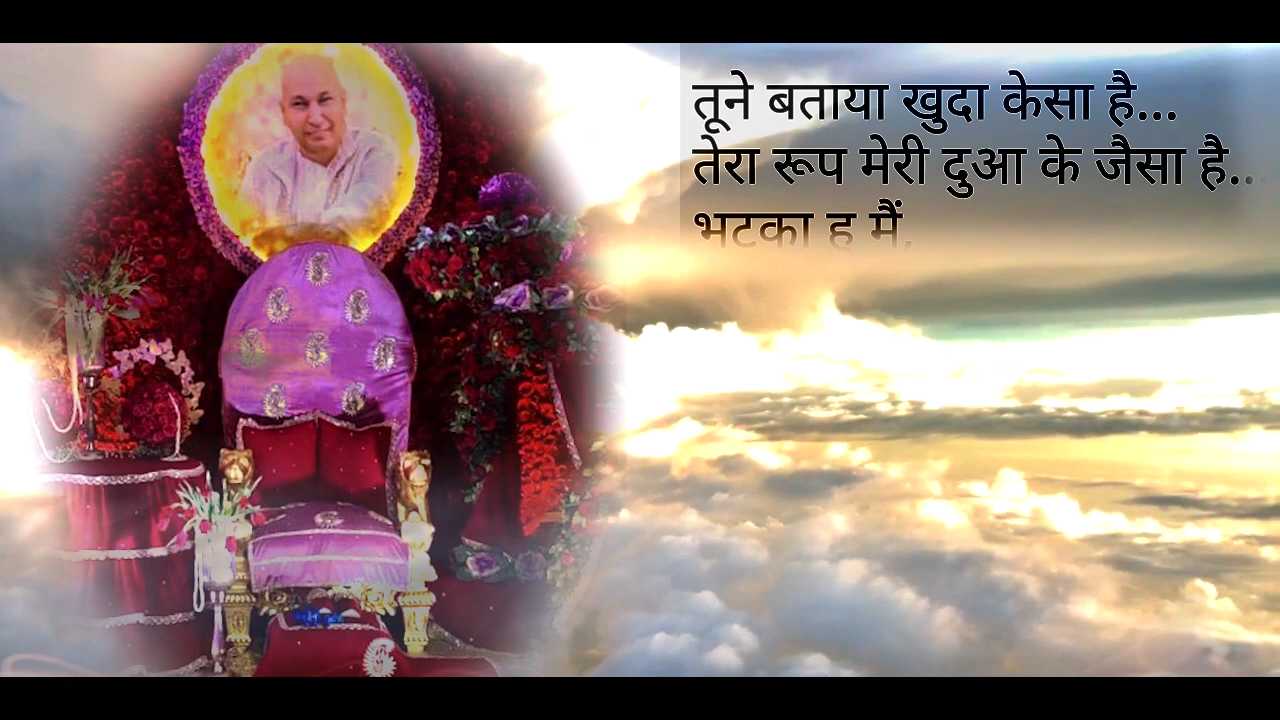 तूने बताया खुदा केसा है...
तेरा रूप मेरी दुआ के जैसा है...
भटका ह मैं,